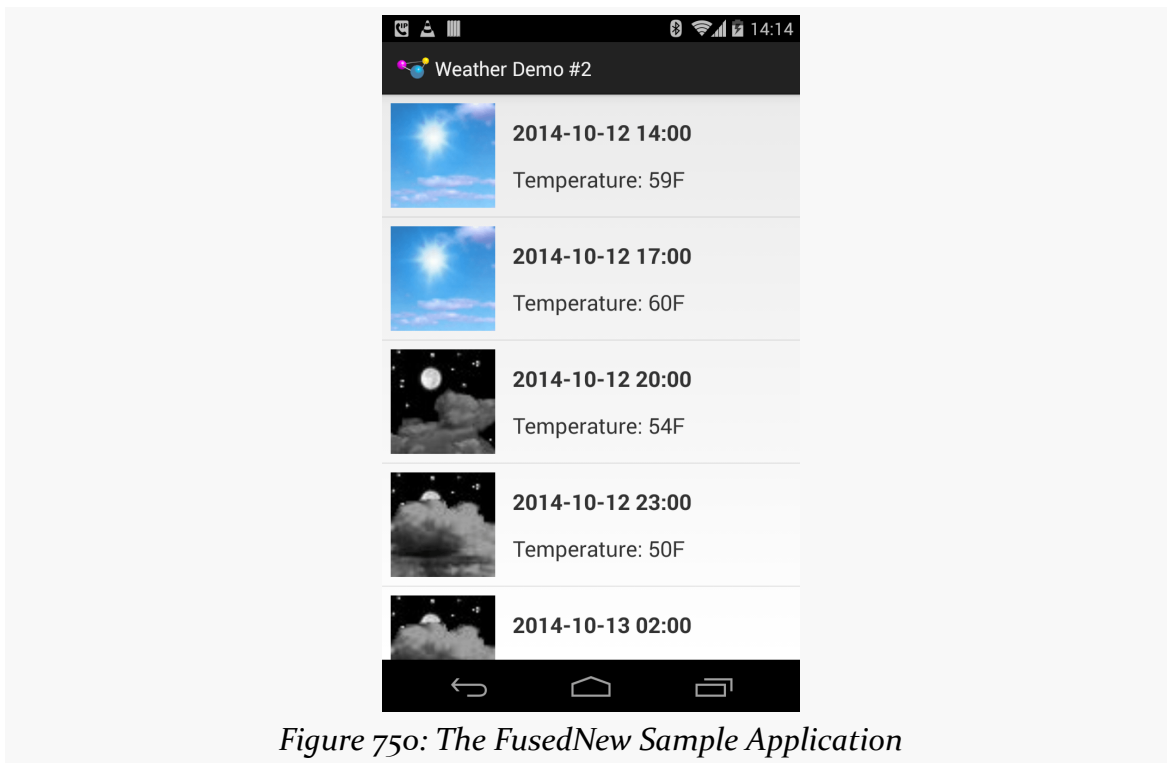 14:14
Weather Demo #2
2014-10-12 14:00
Temperature: 59F
2014-10-12 17:00
Temperature: 60F
2014-10-12 20:00
Temperature: 54F
2014-10-12 23:00
Temperature: 50F
2014-10-13 02:00
Figure 750: The FusedNew Sample Application